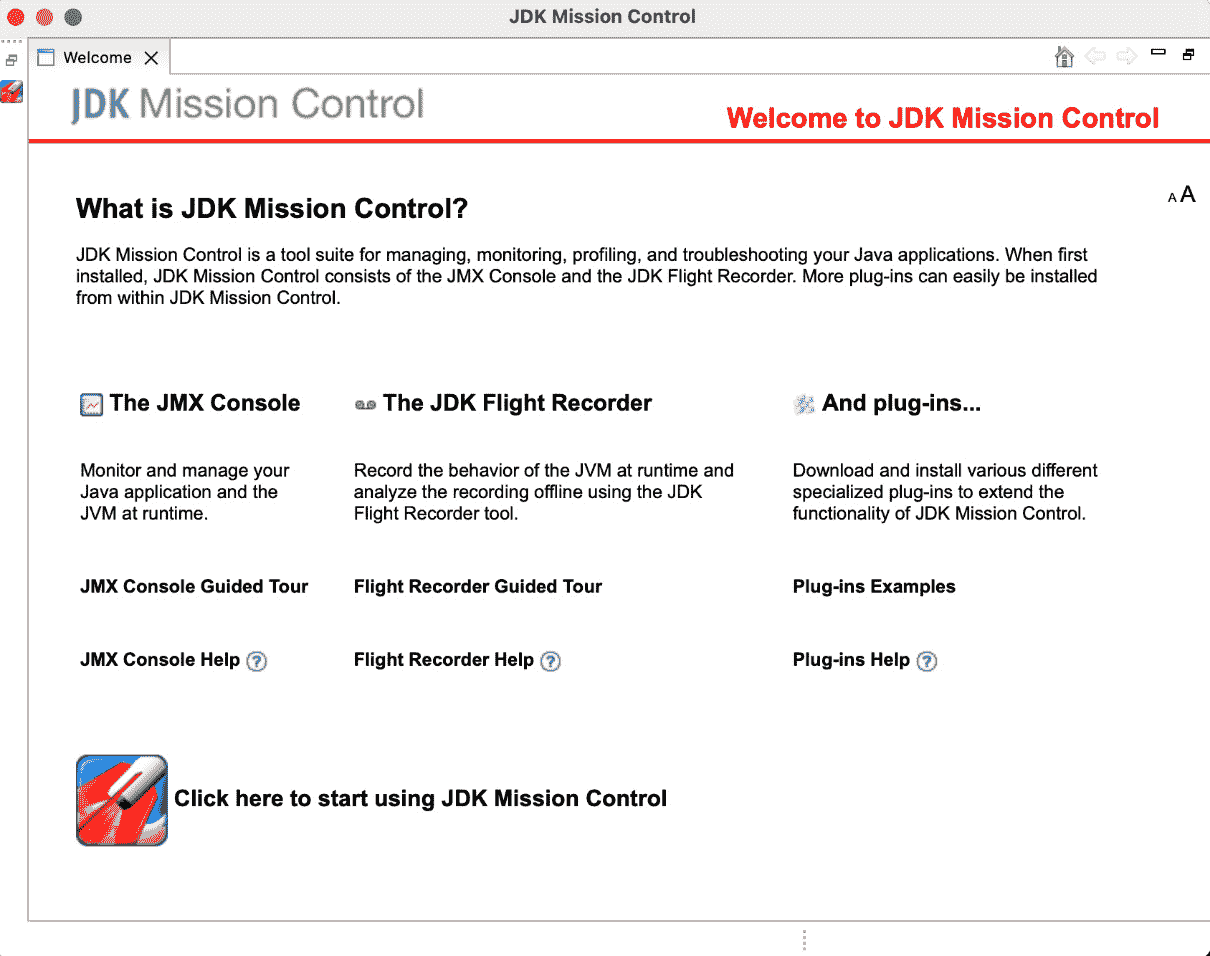 JDK Mission Control
Welcome
JDK Mission Control
Welcome to JDK Mission Control
A A
What is JDK Mission Control?
JDK Mission Control is a tool suite for managing, monitoring, profiling, and troubleshooting your Java applications. When first
installed, JDK Mission Control consists of the JMX Console and the JDK Flight Recorder. More plug-ins can easily be installed
from within JDK Mission Control.
The JMX Console
Monitor and manage your
Java application and the
JVM at runtime.
JMX Console Guided Tour
JMX Console Help ?
The JDK Flight Recorder
Record the behavior of the JVM at runtime and
analyze the recording offline using the JDK
Flight Recorder tool.
Flight Recorder Guided Tour
Flight Recorder Help ?
And plug-ins...
Download and install various different
specialized plug-ins to extend the
functionality of JDK Mission Control.
Plug-ins Examples
Plug-ins Help ?
Click here to start using JDK Mission Control